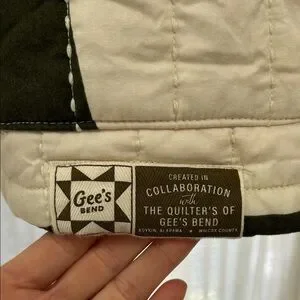 Gee's
BEND
CREATED IN
COLLABORATION
with
THE QUILTER'S OF
GEE'S BEND
BOYKIN, ALABAMA ★ WILCOX COUNTY